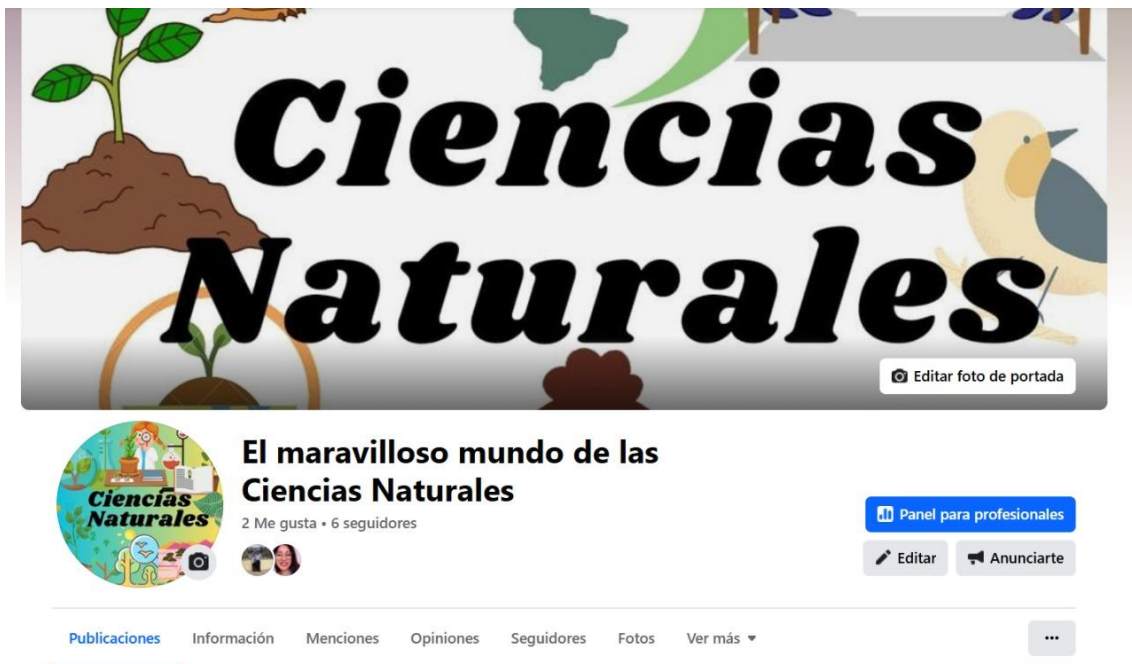 Ciencias
Naturales
Editar foto de portada
Ciencias
Naturales
El maravilloso mundo de las
Ciencias Naturales
2 Me gusta • 6 seguidores
Panel para profesionales
Editar
Anunciarte
Publicaciones
Información
Menciones
Opiniones
Seguidores
Fotos
Ver más